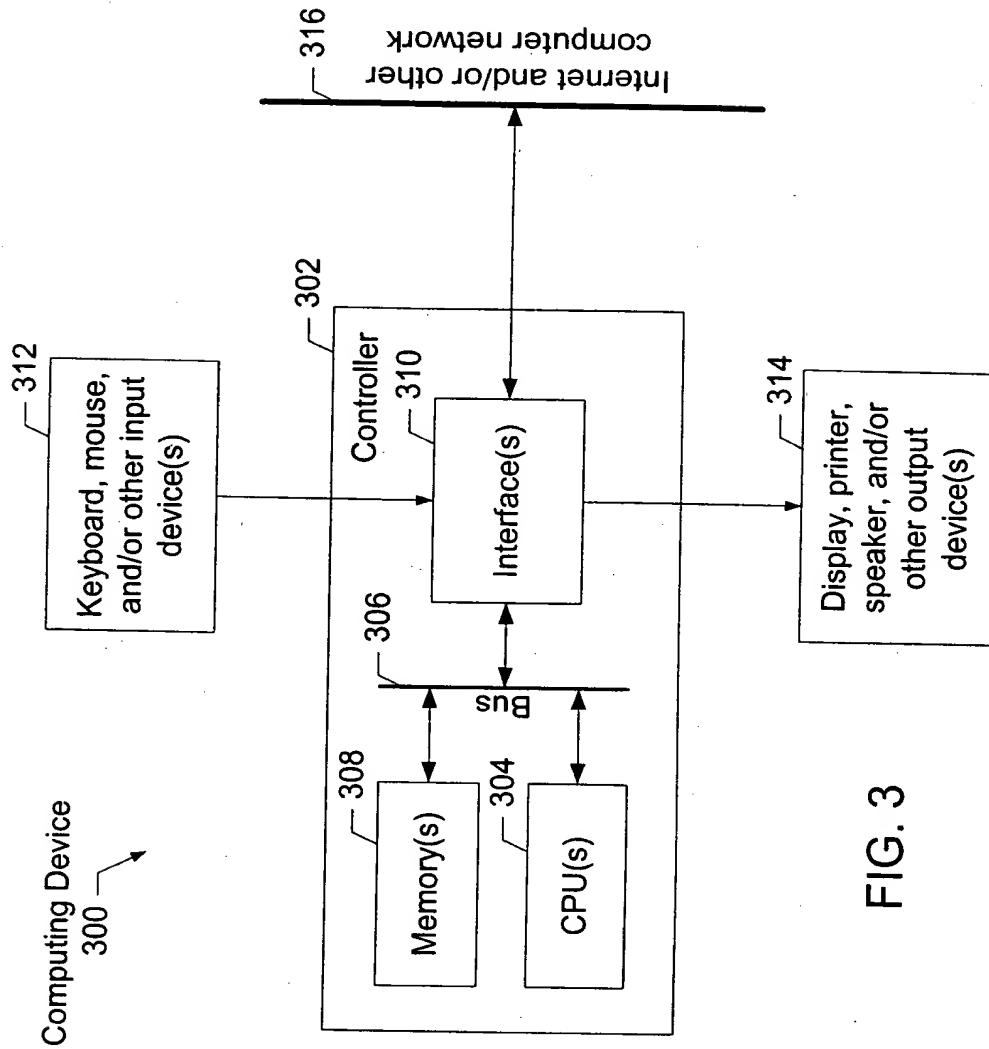 Computing Device
300
312
Keyboard, mouse,
and/or other input
device(s)
302
Controller
310
Interface(s)
306
Bus
308
Memory(s)
304
CPU(s)
316
Internet and/or other
computer network
314
Display, printer,
speaker, and/or
other output
device(s)
FIG. 3